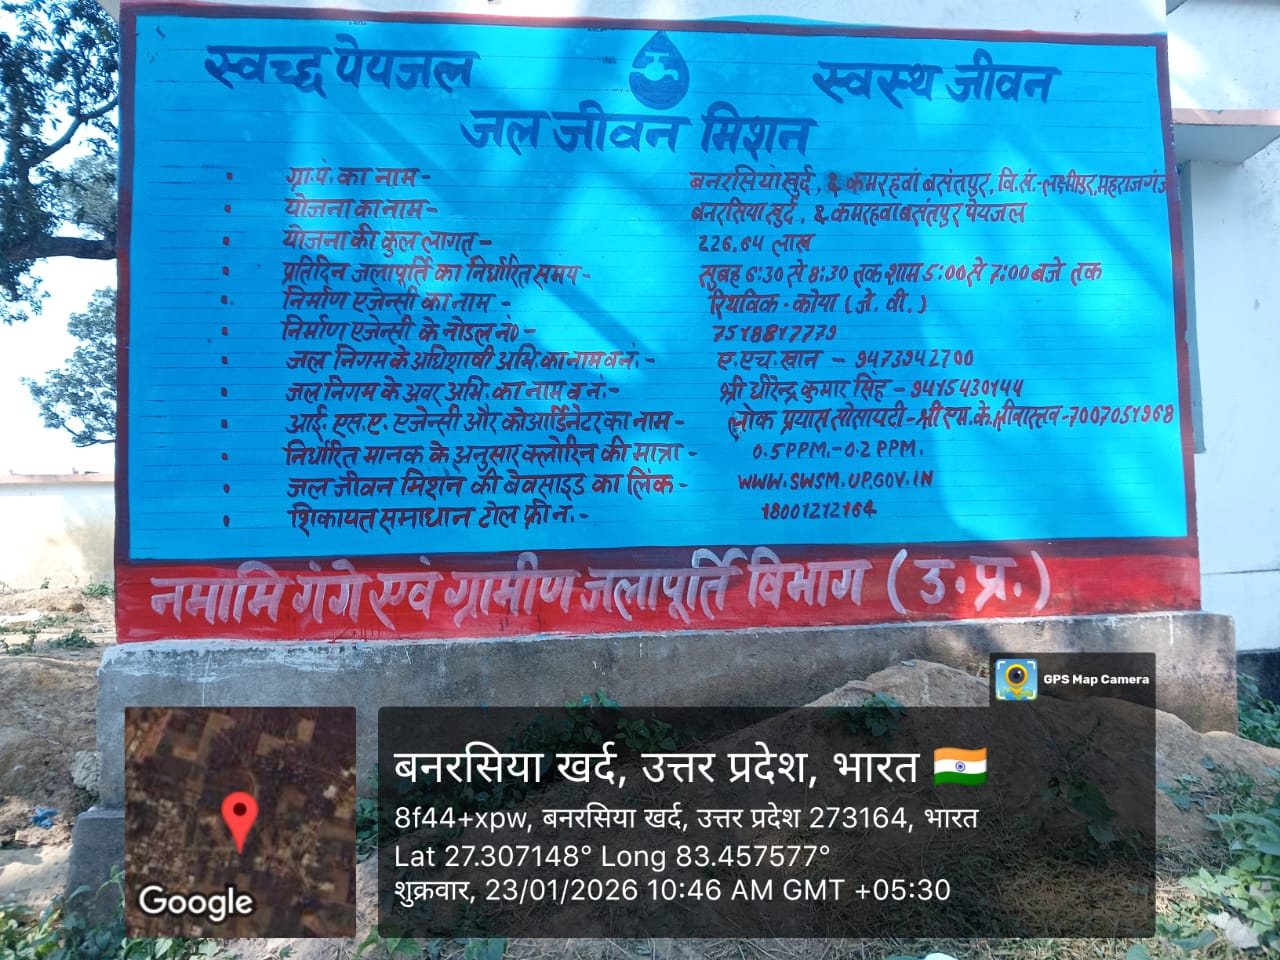 स्वच्छ पेयजल स्वस्थ जीवन
जल जीवन मिशन
ग्रा.पं. का नाम- बनरसिया खुर्द, & कमरहवा बसंतपुर, वि.सं.-लक्ष्मीपुर, महराजगंज
योजना का नाम- बनरसिया खुर्द, & कमरहवा बसंतपुर पेयजल
योजना की कुल लागत- 226.64 लाख
प्रतिदिन जलापूर्ति का निर्धारित समय- सुबह 6:30 से 8:30 तक शाम 5:00 से 7:00 बजे तक
निर्माण एजेन्सी का नाम - रिथविक - कोया (जे. वी.)
निर्माण एजेन्सी के नोडल नं०-
जल निगम के अधिशाषी अभि. का नाम व नं.- ए.एच. खान - 9473942700
जल निगम के अवर अभि. का नाम व नं:- श्री धीरेन्द्र कुमार सिंह -
आई. एस.ए. एजेन्सी और कोआर्डिनेटर का नाम - लोक प्रयास सोसायटी-श्री एम.के. श्रीवास्तव-7007054968
निर्धारित मानक के अनुसार क्लोरिन की मात्रा - 0.5 PPM.-0.2 PPM.
जल जीवन मिशन की बेवसाइड का लिंक - WWW.SWSM.UP.GOV.IN
शिकायत समाधान टोल फ्री न.- 18001212164
नमामि गंगे एवं ग्रामीण जलापूर्ति विभाग (उ.प्र.)
GPS Map Camera
बनरसिया खर्द, उत्तर प्रदेश, भारत
8f44+xpw, बनरसिया खर्द, उत्तर प्रदेश 273164, भारत
Lat 27.307148° Long 83.457577°
शुक्रवार, 23/01/2026 10:46 AM GMT +05:30
Google